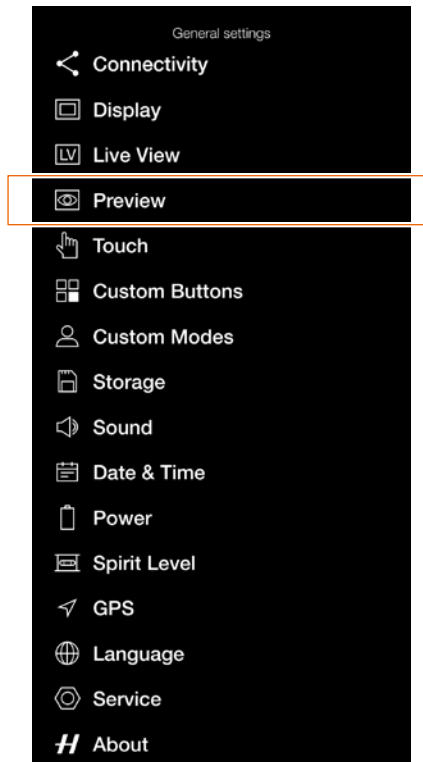 General settings
Connectivity
Display
LV Live View
Preview
Touch
Custom Buttons
Custom Modes
Storage
Sound
Date & Time
Power
Spirit Level
GPS
Language
Service
H About